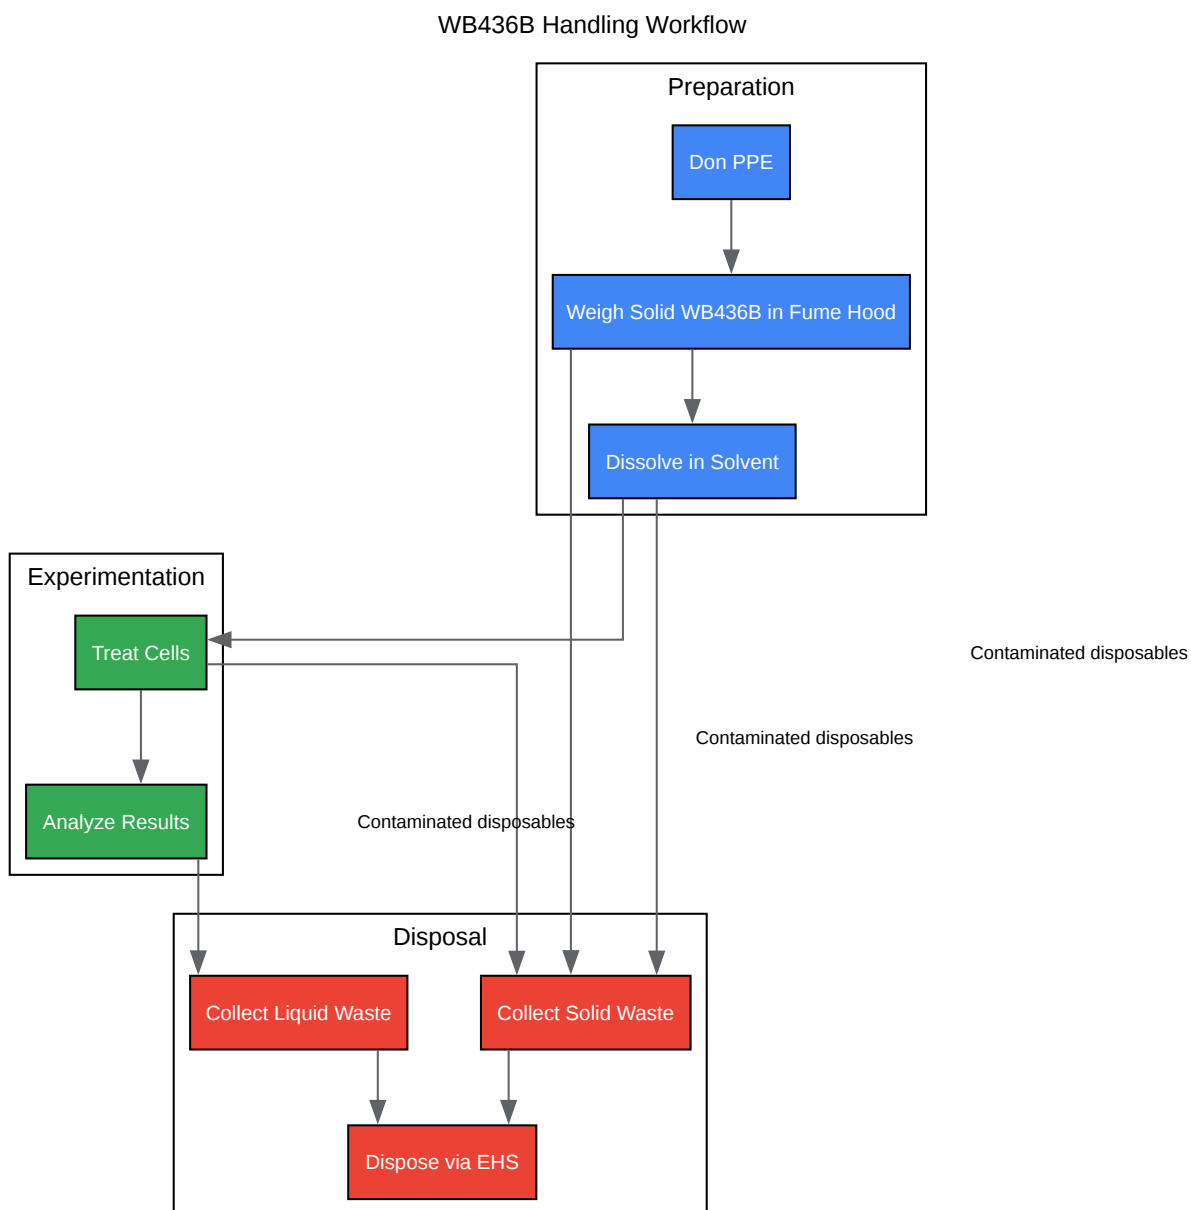 WB436B Handling Workflow
Preparation
Don PPE
Weigh Solid WB436B in Fume Hood
Dissolve in Solvent
Experimentation
Treat Cells
Contaminated disposables
Contaminated disposables
Analyze Results
Contaminated disposables
Disposal
Collect Liquid Waste
Collect Solid Waste
Dispose via EHS